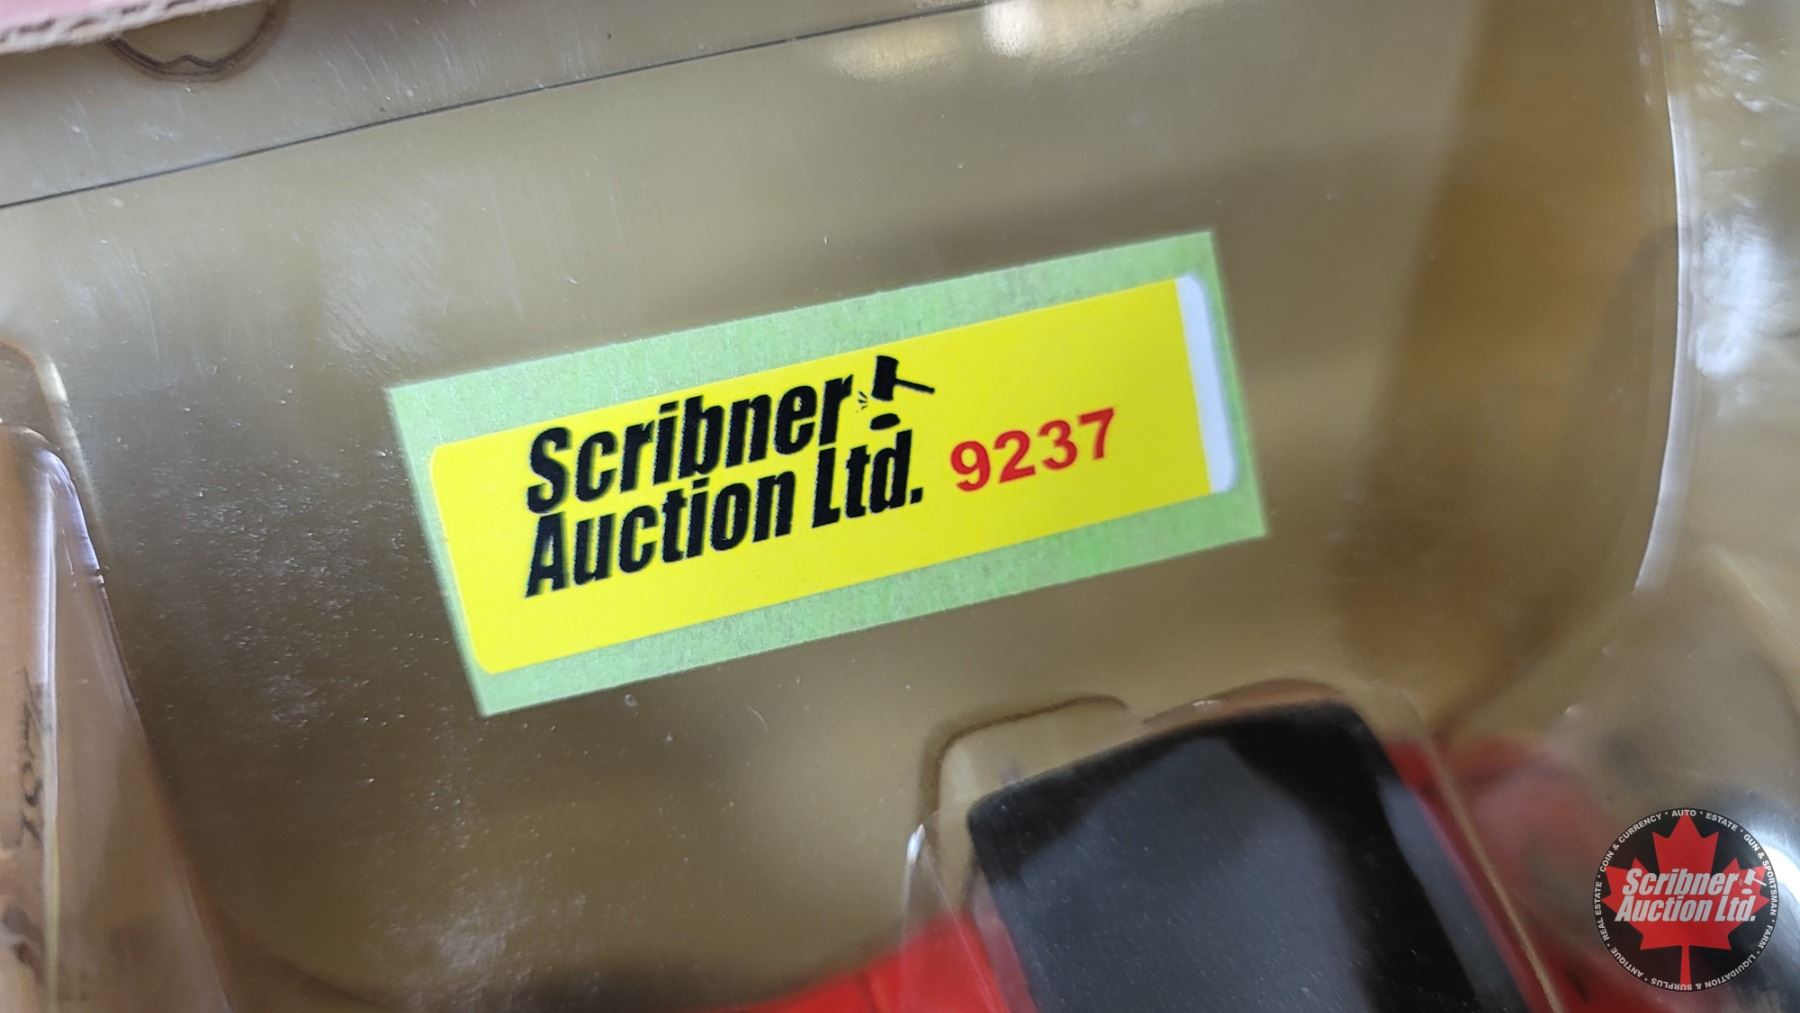 Scribner
Auction Ltd. 9237
COIN & CURRENCY • AUTO • ESTATE • GUN & SPORTSMAN • FARM • LIQUIDATION & SURPLUS • ANTIQUE • REAL ESTATE •
Scribner
Auction Ltd.